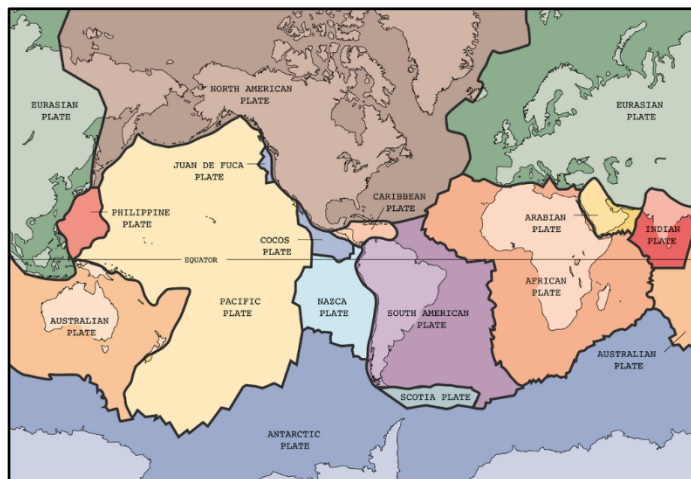 NORTH AMERICAN
PLATE
EURASIAN
PLATE
EURASIAN
PLATE
JUAN DE FUCA
PLATE
CARIBBEAN
PLATE
PHILIPPINE
PLATE
ARABIAN
PLATE
INDIAN
PLATE
COCOS
PLATE
EQUATOR
AFRICAN
PLATE
PACIFIC
PLATE
NAZCA
PLATE
SOUTH AMERICAN
PLATE
AUSTRALIAN
PLATE
AUSTRALIAN
PLATE
SCOTIA PLATE
ANTARCTIC
PLATE